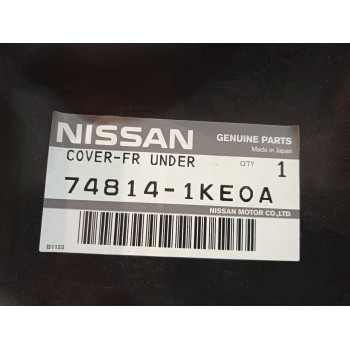 NISSAN GENUINE PARTS
Made in Japan
COVER-FR UNDER QTY 1
74814-1KE0A
NISSAN MOTOR CO.,LTD.
B1153